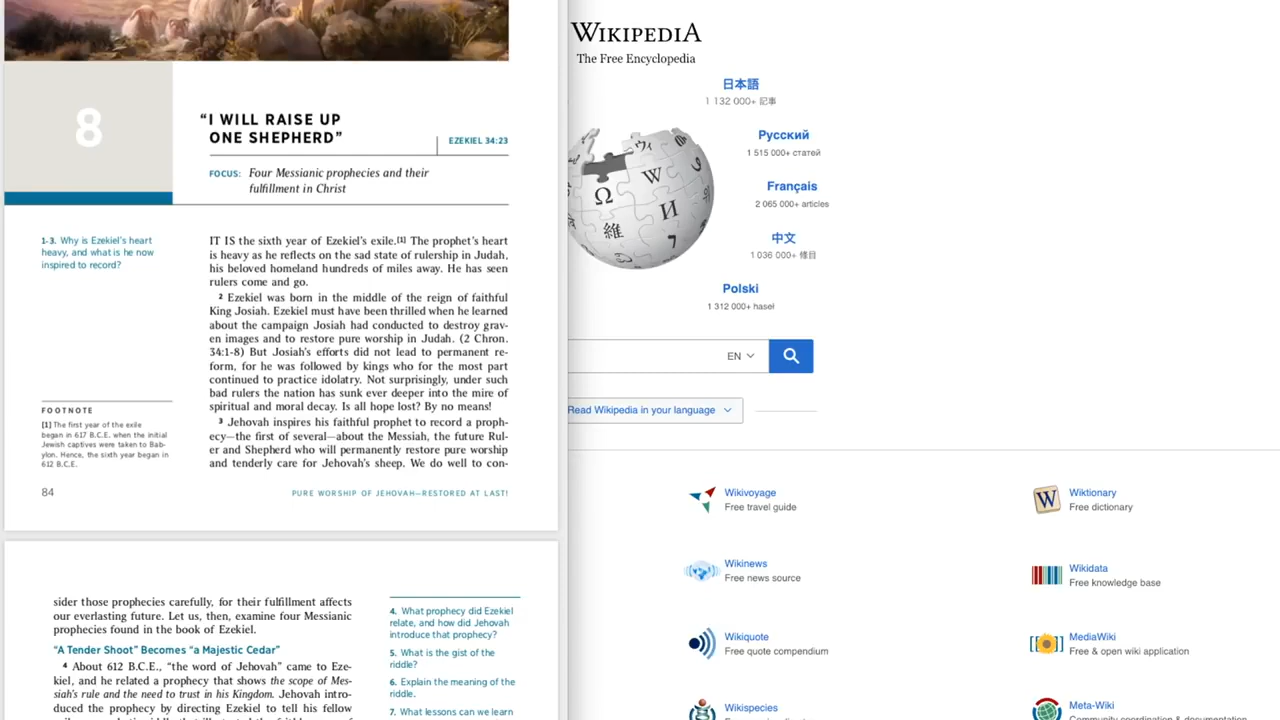 8
“I WILL RAISE UP
ONE SHEPHERD”
EZEKIEL 34:23
FOCUS: Four Messianic prophecies and their
fulfillment in Christ
1-3. Why is Ezekiel’s heart
heavy, and what is he now
inspired to record?
IT IS the sixth year of Ezekiel’s exile.[1] The prophet’s heart
is heavy as he reflects on the sad state of rulership in Judah,
his beloved homeland hundreds of miles away. He has seen
rulers come and go.
2 Ezekiel was born in the middle of the reign of faithful
King Josiah. Ezekiel must have been thrilled when he learned
about the campaign Josiah had conducted to destroy grav-
en images and to restore pure worship in Judah. (2 Chron.
34:1-8) But Josiah’s efforts did not lead to permanent re-
form, for he was followed by kings who for the most part
continued to practice idolatry. Not surprisingly, under such
bad rulers the nation has sunk ever deeper into the mire of
spiritual and moral decay. Is all hope lost? By no means!
3 Jehovah inspires his faithful prophet to record a proph-
ecy—the first of several—about the Messiah, the future Rul-
er and Shepherd who will permanently restore pure worship
and tenderly care for Jehovah’s sheep. We do well to con-
FOOTNOTE
[1] The first year of the exile
began in 617 B.C.E. when the initial
Jewish captives were taken to Bab-
ylon. Hence, the sixth year began in
612 B.C.E.
84
PURE WORSHIP OF JEHOVAH—RESTORED AT LAST!
sider those prophecies carefully, for their fulfillment affects
our everlasting future. Let us, then, examine four Messianic
prophecies found in the book of Ezekiel.
“A Tender Shoot” Becomes “a Majestic Cedar”
4 About 612 B.C.E., “the word of Jehovah” came to Eze-
kiel, and he related a prophecy that shows the scope of Mes-
siah’s rule and the need to trust in his Kingdom. Jehovah intro-
duced the prophecy by directing Ezekiel to tell his fellow
4. What prophecy did Ezekiel
relate, and how did Jehovah
introduce that prophecy?
5. What is the gist of the
riddle?
6. Explain the meaning of the
riddle.
7. What lessons can we learn
WIKIPEDIA
The Free Encyclopedia
日本語
1 132 000+ 記事
Русский
1 515 000+ статей
Français
2 065 000+ articles
中文
1 036 000+ 條目
Polski
1 312 000+ haseł
Ω
W
И
維
EN
Read Wikipedia in your language
Wikivoyage
Free travel guide
Wiktionary
Free dictionary
Wikinews
Free news source
Wikidata
Free knowledge base
Wikiquote
Free quote compendium
MediaWiki
Free & open wiki application
Wikispecies
Meta-Wiki
Community coordination & documentation